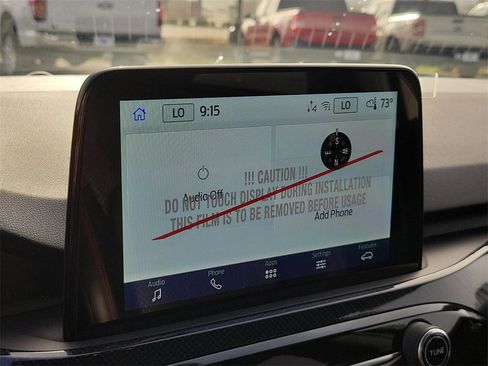 LO 9:15 LO 73°
S
E W
N
Audio Off
!!! CAUTION !!!
DO NOT TOUCH DISPLAY DURING INSTALLATION
THIS FILM IS TO BE REMOVED BEFORE USAGE
Add Phone
Audio Phone Apps Settings Features
TUNE